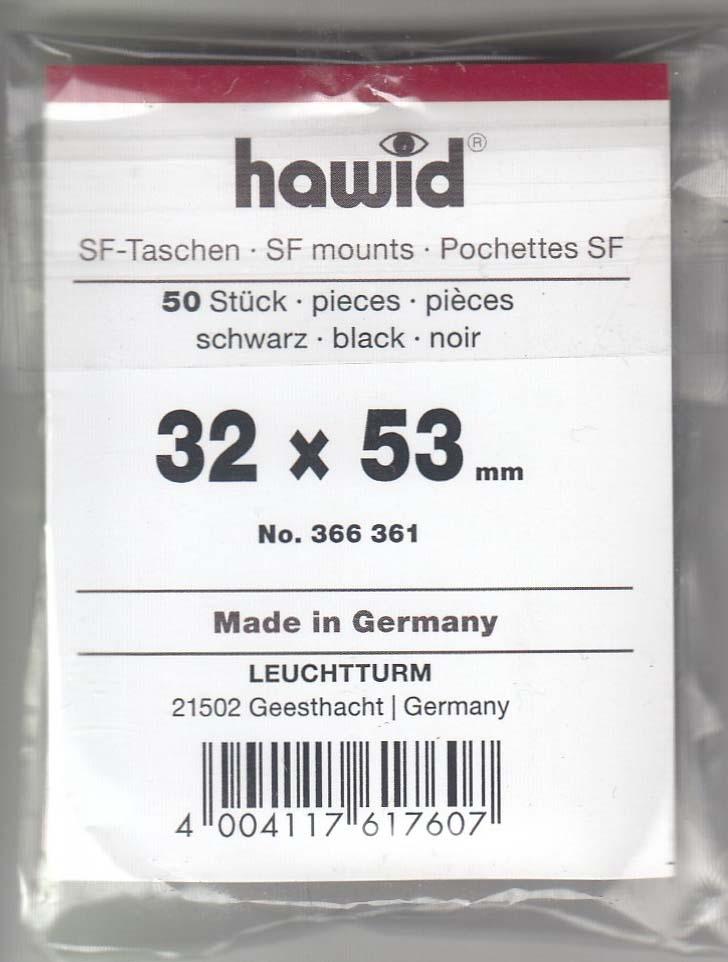 hawid®
SF-Taschen · SF mounts · Pochettes SF
50 Stück · pieces · pièces
schwarz · black · noir
32 x 53 mm
No. 366 361
Made in Germany
LEUCHTTURM
21502 Geesthacht | Germany
4 004117 617607